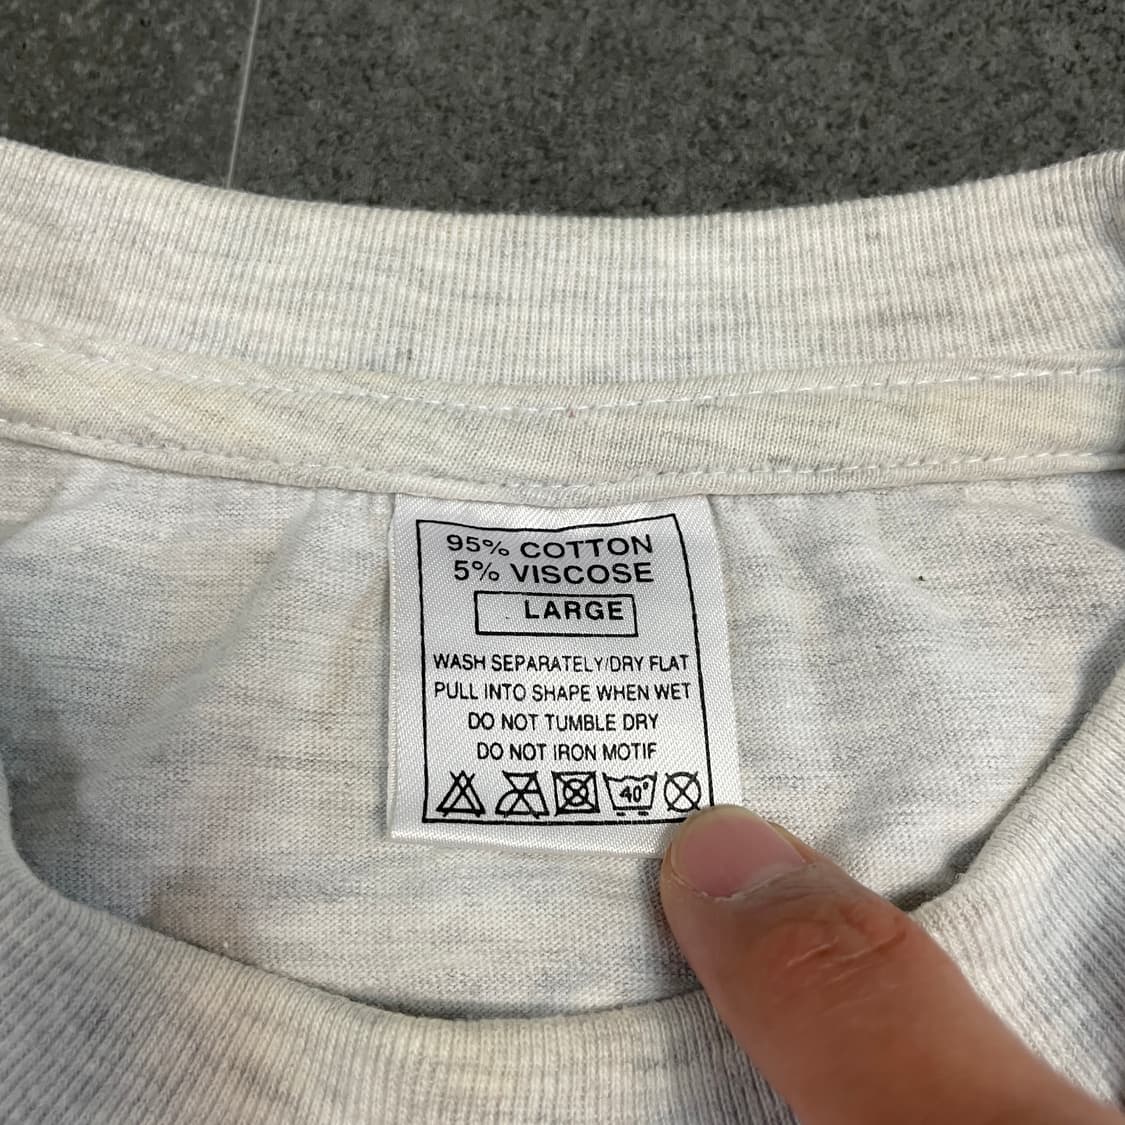 95% COTTON
5% VISCOSE
LARGE
WASH SEPARATELY/DRY FLAT
PULL INTO SHAPE WHEN WET
DO NOT TUMBLE DRY
DO NOT IRON MOTIF
40°